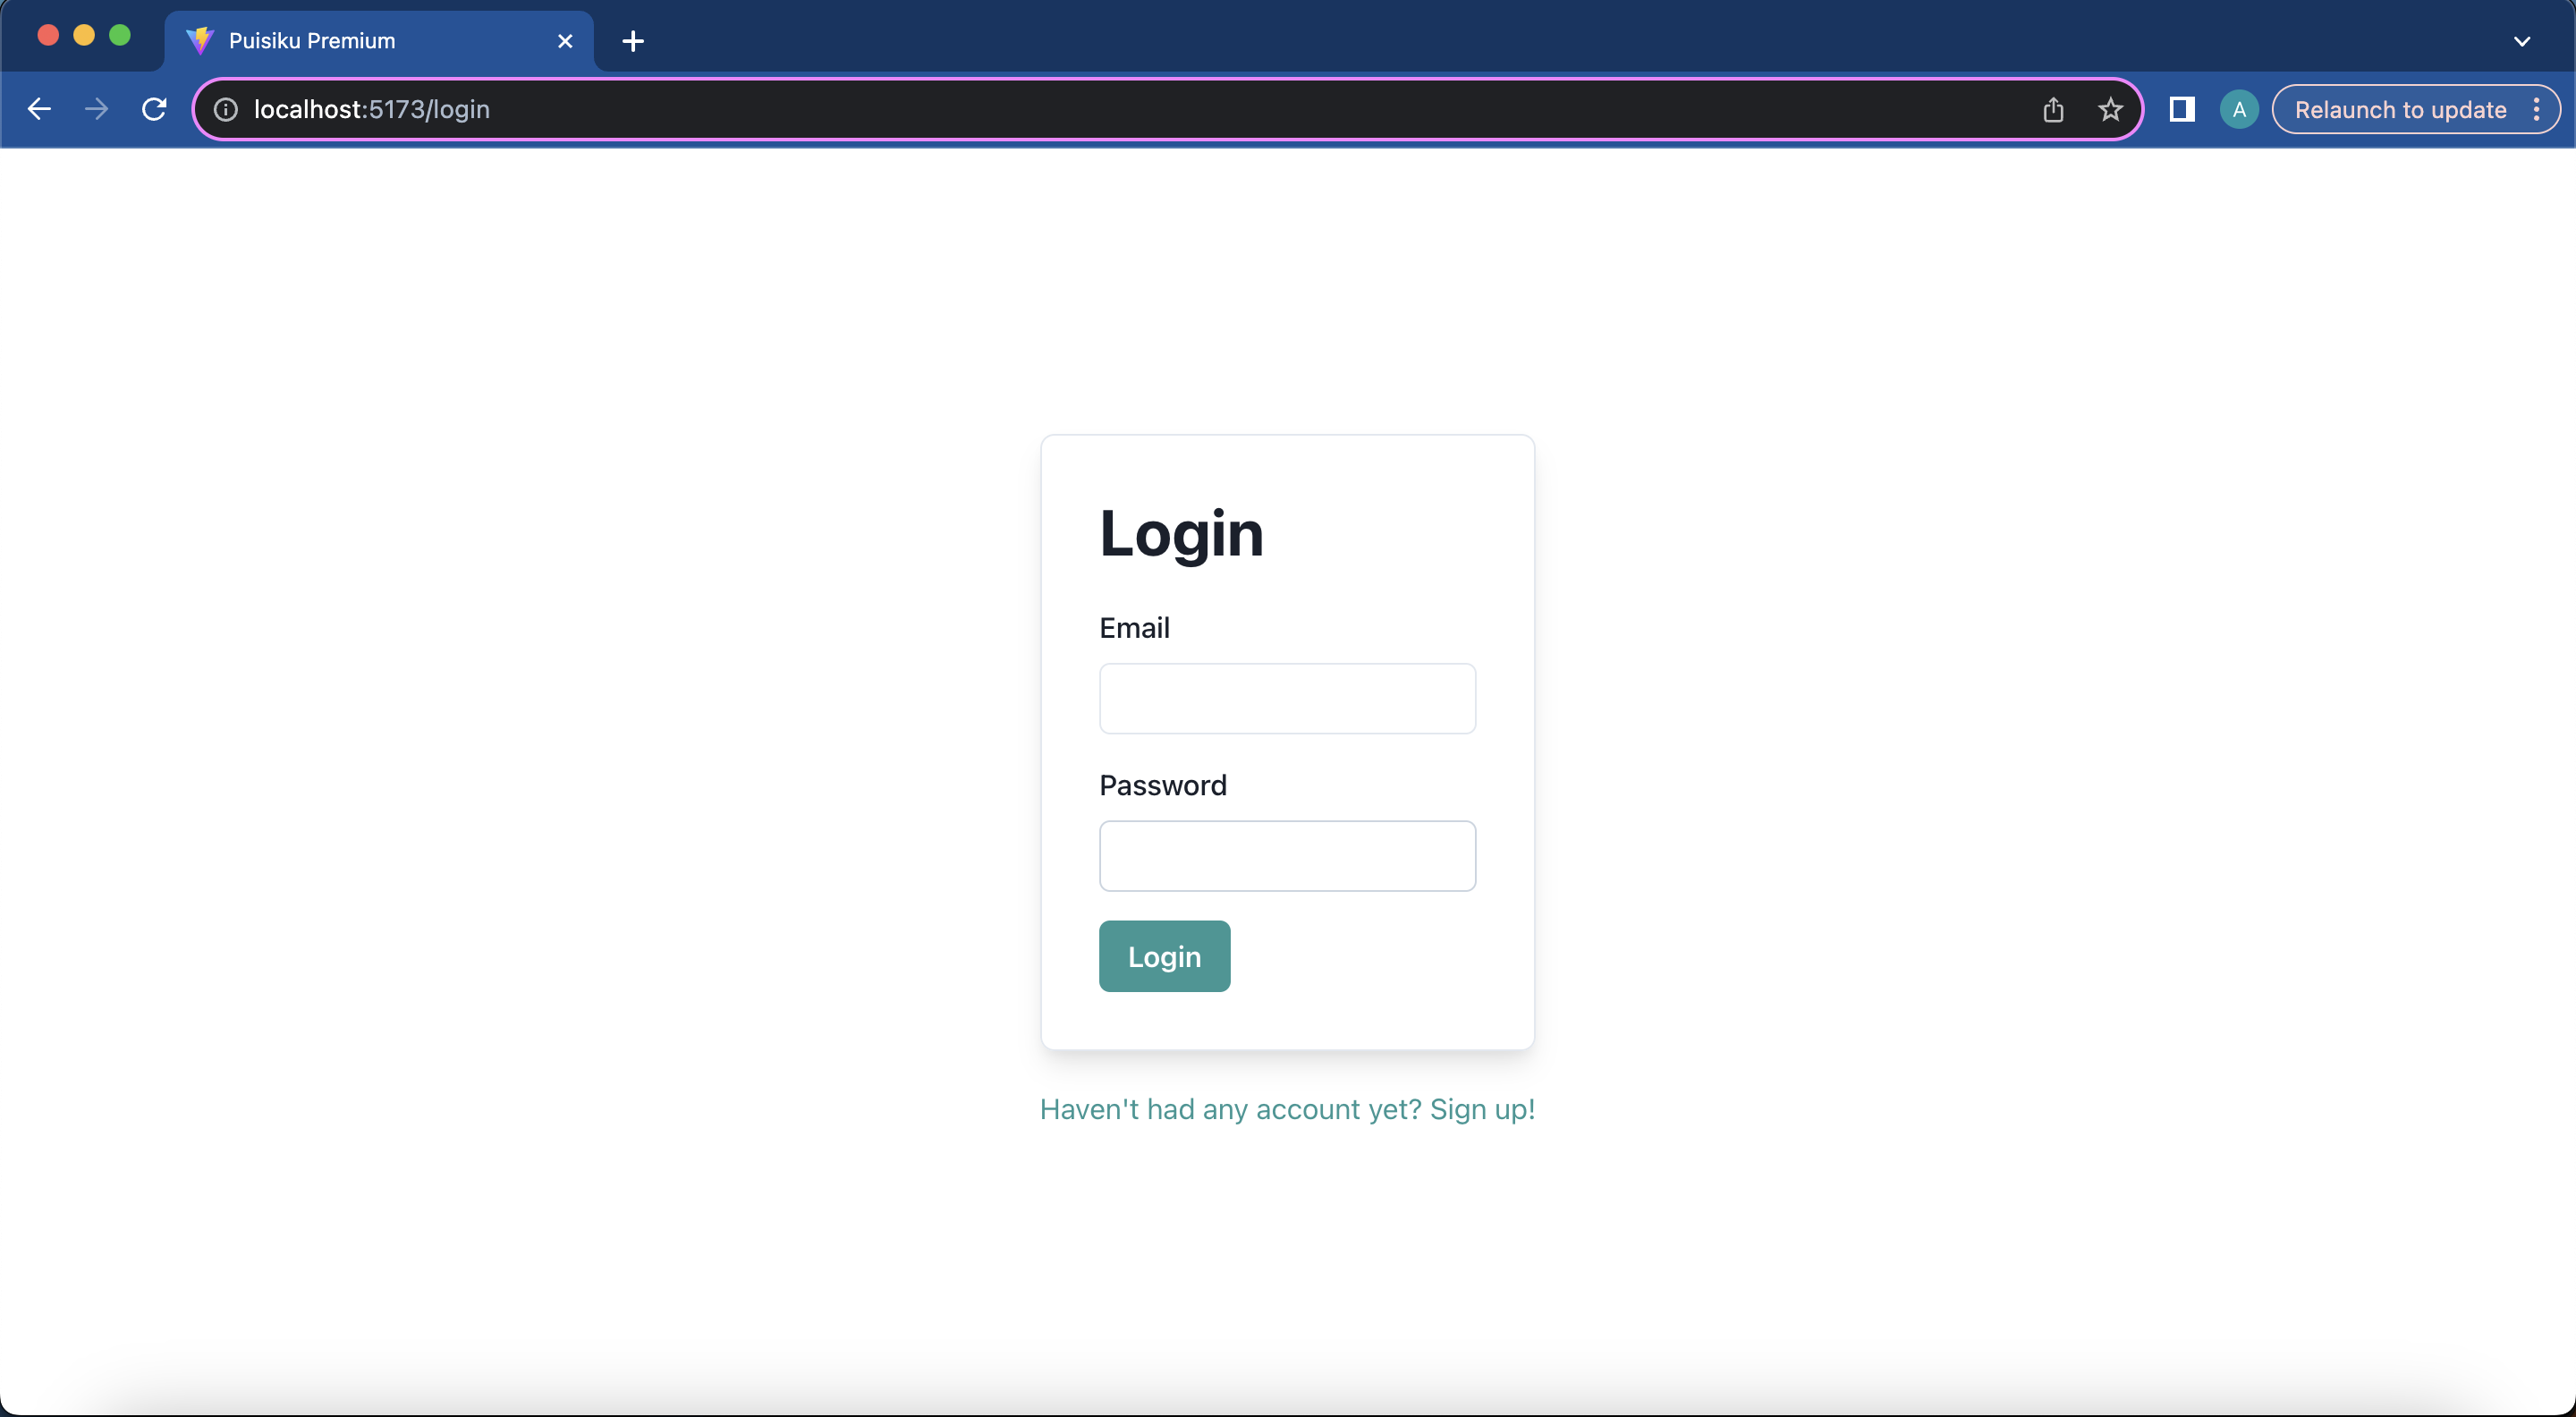 Puisiku Premium
localhost:5173/login
A
Relaunch to update
Login
Email
Password
Login
Haven't had any account yet? Sign up!